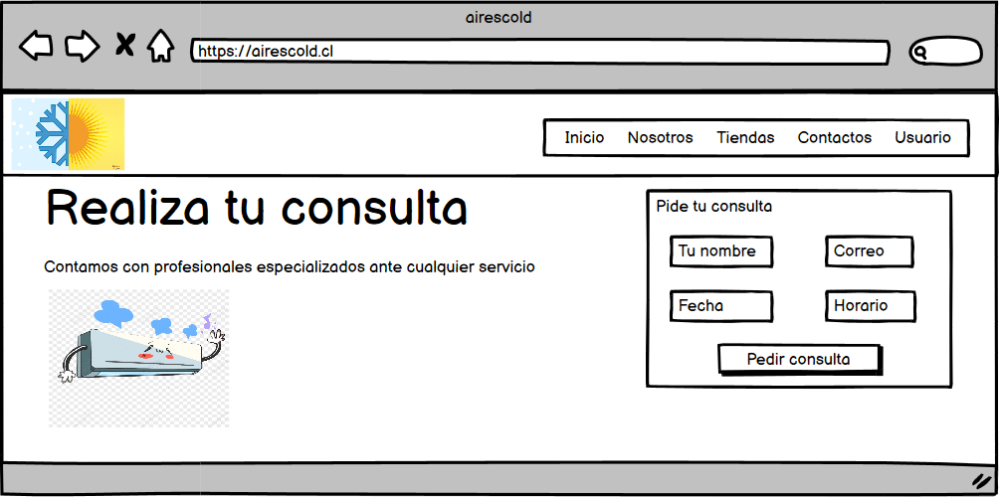 airescold
https://airescold.cl
Inicio Nosotros Tiendas Contactos Usuario
Realiza tu consulta
Contamos con profesionales especializados ante cualquier servicio
Pide tu consulta
Tu nombre Correo
Fecha Horario
Pedir consulta